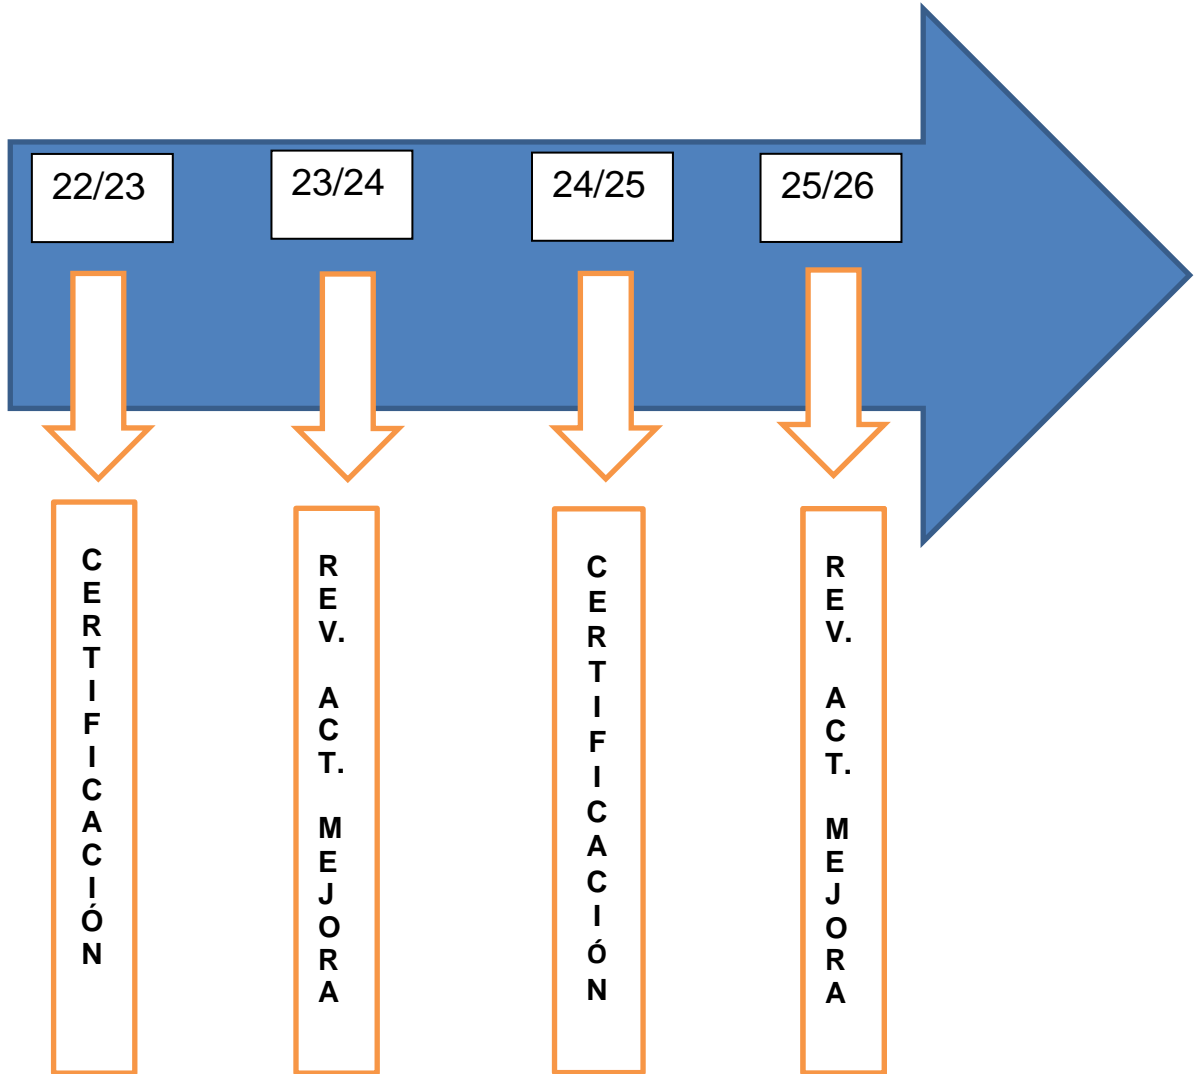 22/23
23/24
24/25
25/26
CERTIFICACIÓN
REV. ACT. MEJORA
CERTIFICACIÓN
REV. ACT. MEJORA